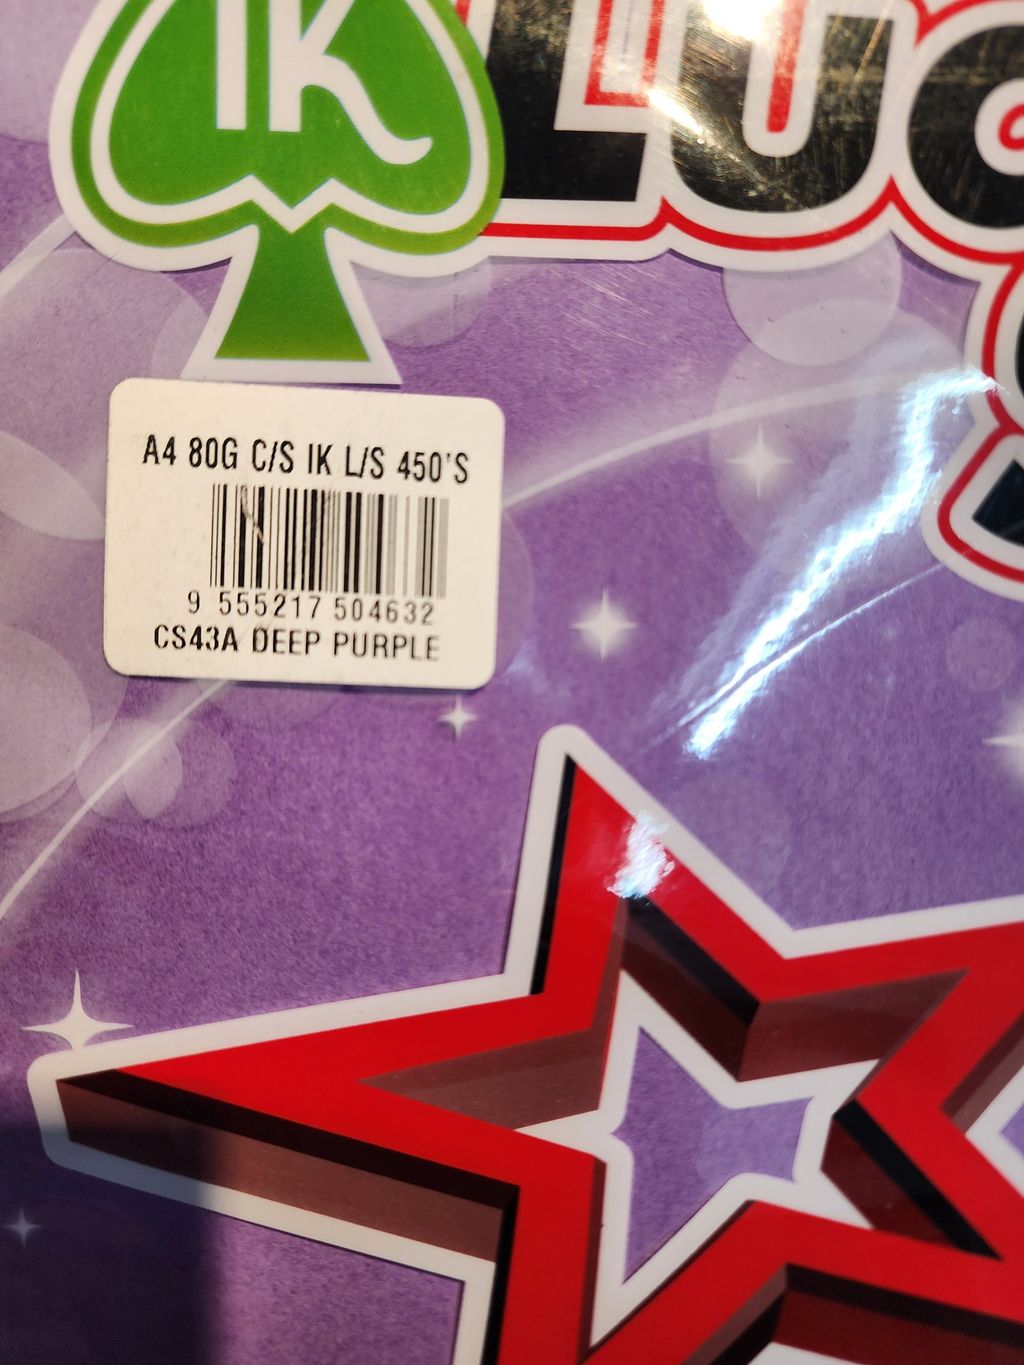 IK
A4 80G C/S IK L/S 450'S
9 555217 504632
CS43A DEEP PURPLE